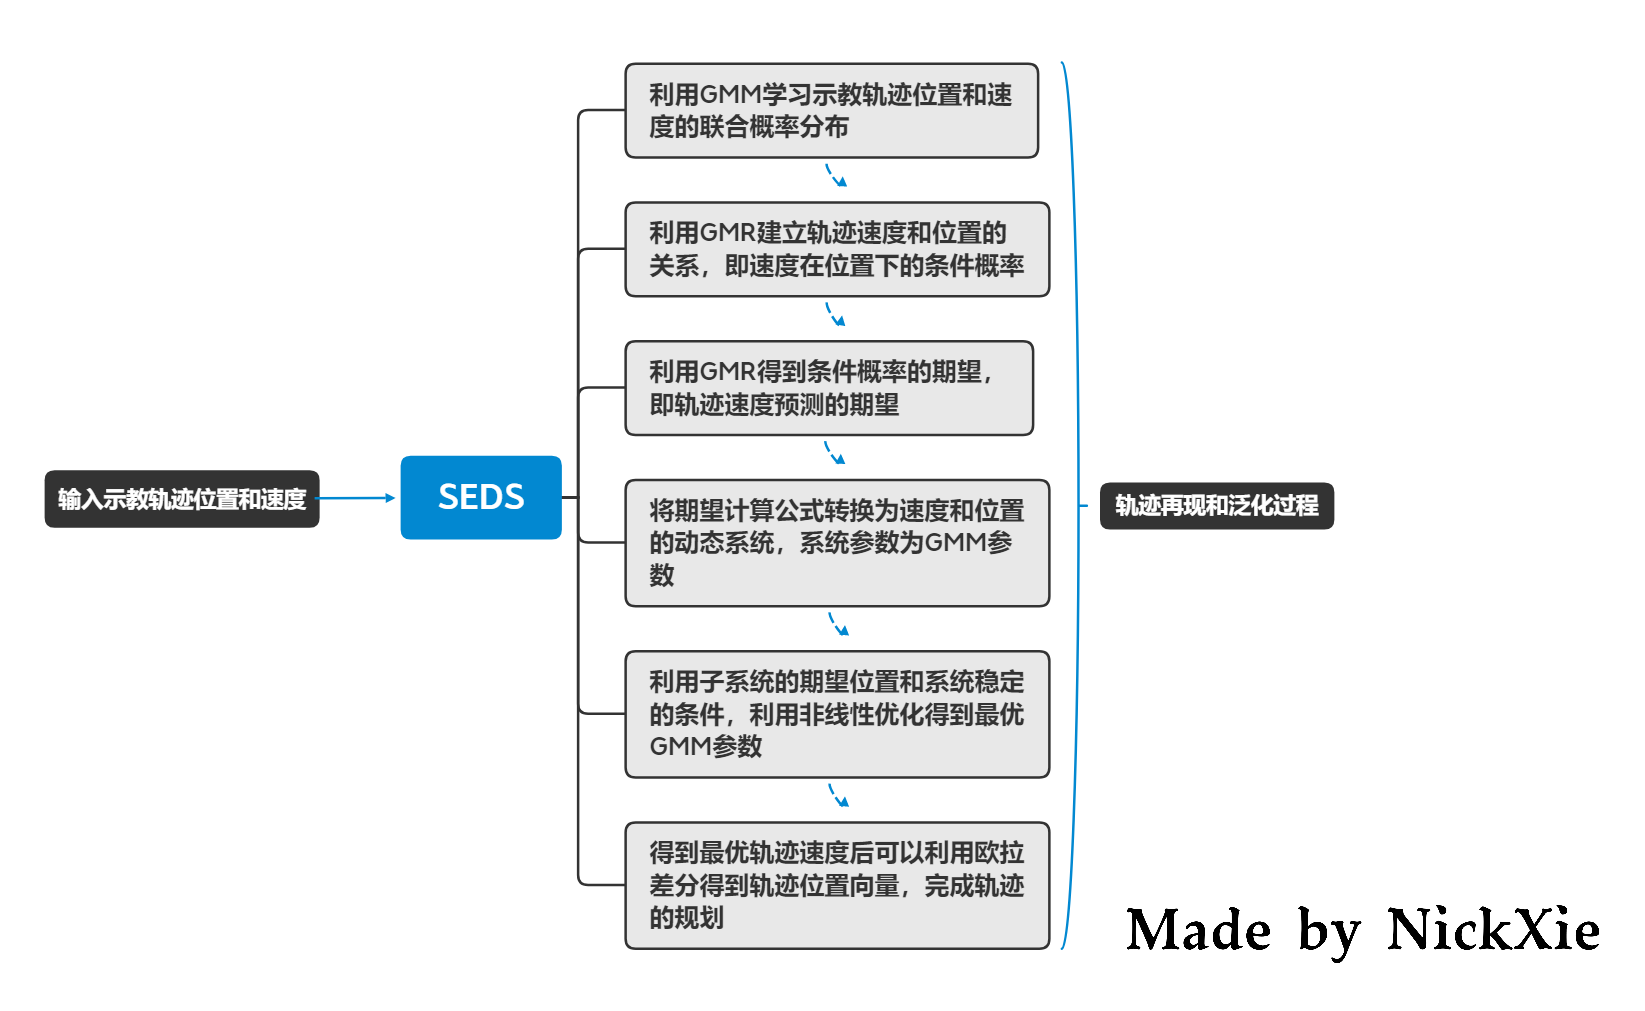 利用GMM学习示教轨迹位置和速
度的联合概率分布
利用GMR建立轨迹速度和位置的
关系，即速度在位置下的条件概率
利用GMR得到条件概率的期望，
即轨迹速度预测的期望
输入示教轨迹位置和速度
SEDS
将期望计算公式转换为速度和位置
的动态系统，系统参数为GMM参
数
轨迹再现和泛化过程
利用子系统的期望位置和系统稳定
的条件，利用非线性优化得到最优
GMM参数
得到最优轨迹速度后可以利用欧拉
差分得到轨迹位置向量，完成轨迹
的规划
Made by NickXie